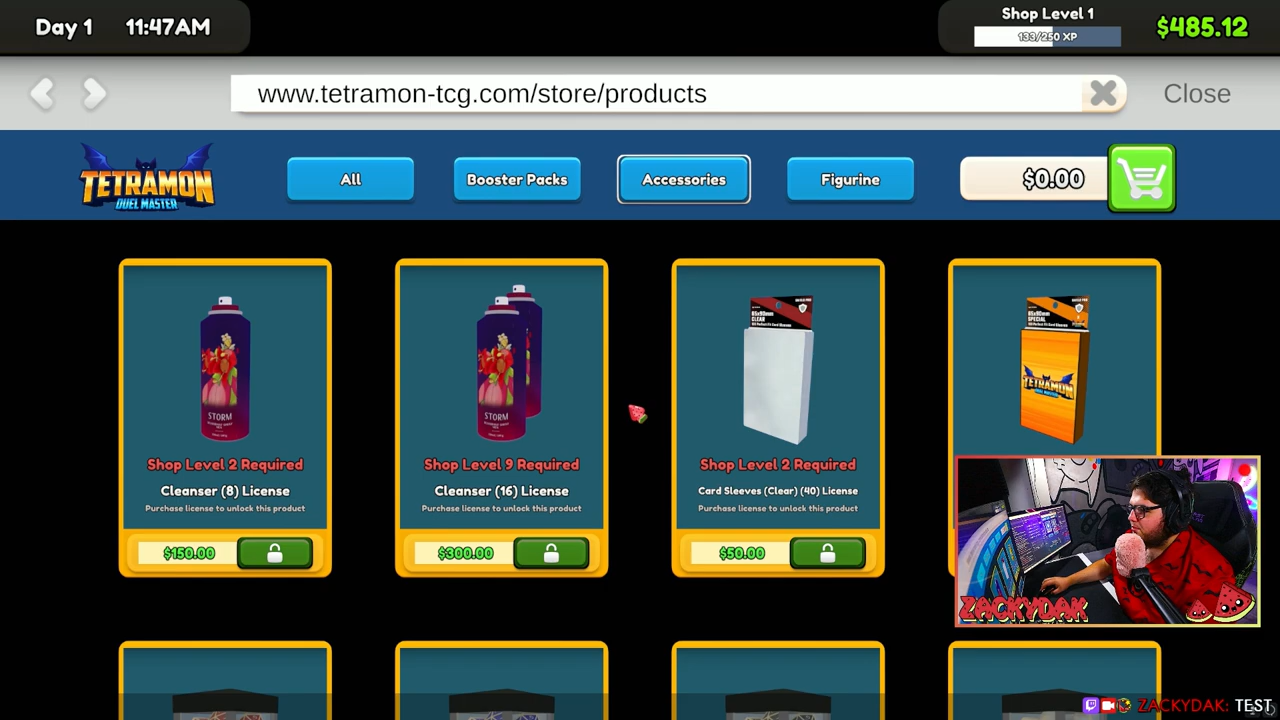 Day 1 11:47AM
Shop Level 1
133/250 XP
$485.12
www.tetramon-tcg.com/store/products
Close
TETRAMON
DUEL MASTER
All
Booster Packs
Accessories
Figurine
$0.00
STORM
STORM
CLEAR
SPECIAL
TETRAMON
Shop Level 2 Required
Cleanser (8) License
Purchase license to unlock this product
$150.00
Shop Level 9 Required
Cleanser (16) License
Purchase license to unlock this product
$300.00
Shop Level 2 Required
Card Sleeves (Clear) (40) License
Purchase license to unlock this product
$50.00
ZACKYDAK
ZACKYDAK: TEST